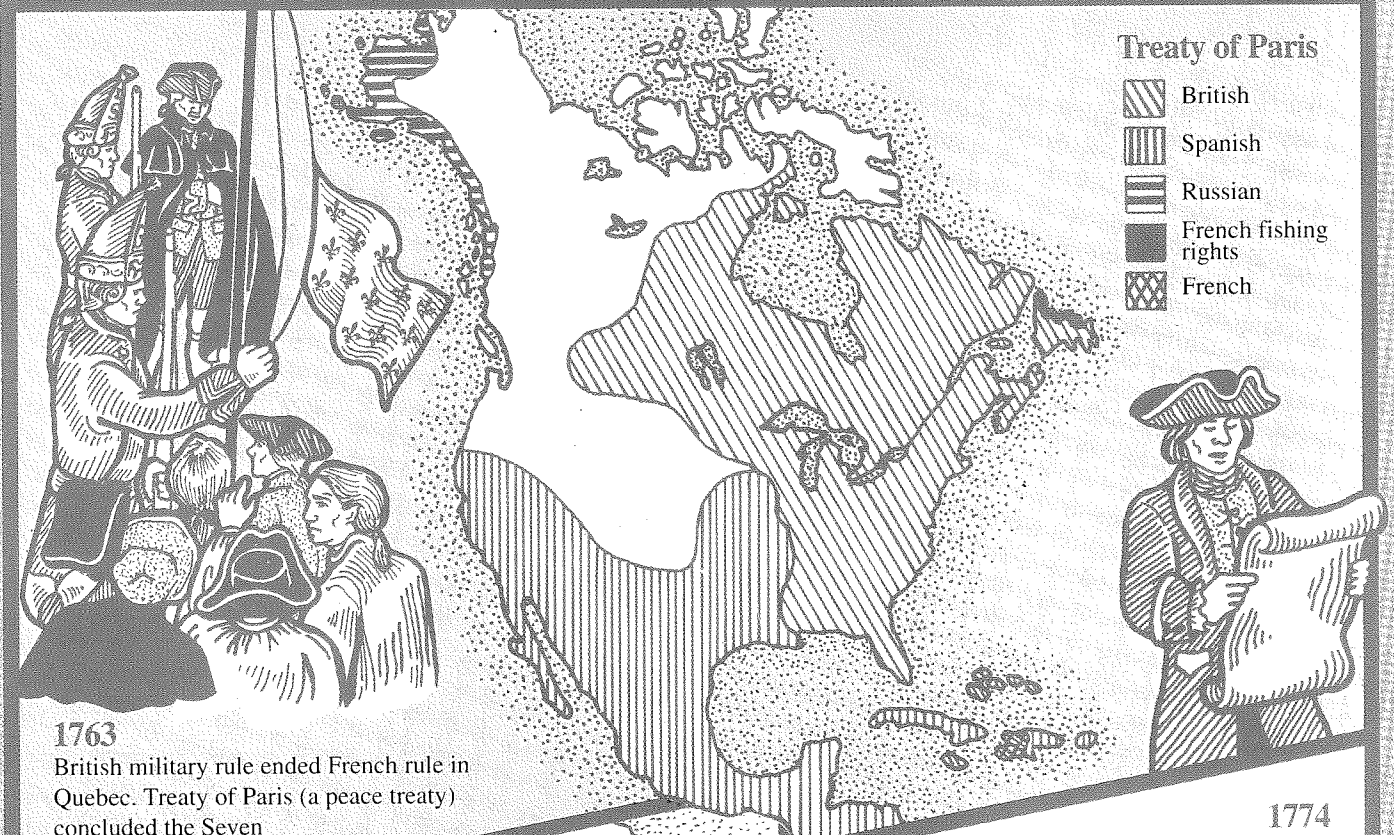 Treaty of Paris
British
Spanish
Russian
French fishing
rights
French
1763
British military rule ended French rule in
Quebec. Treaty of Paris (a peace treaty)
concluded the Seven
1774